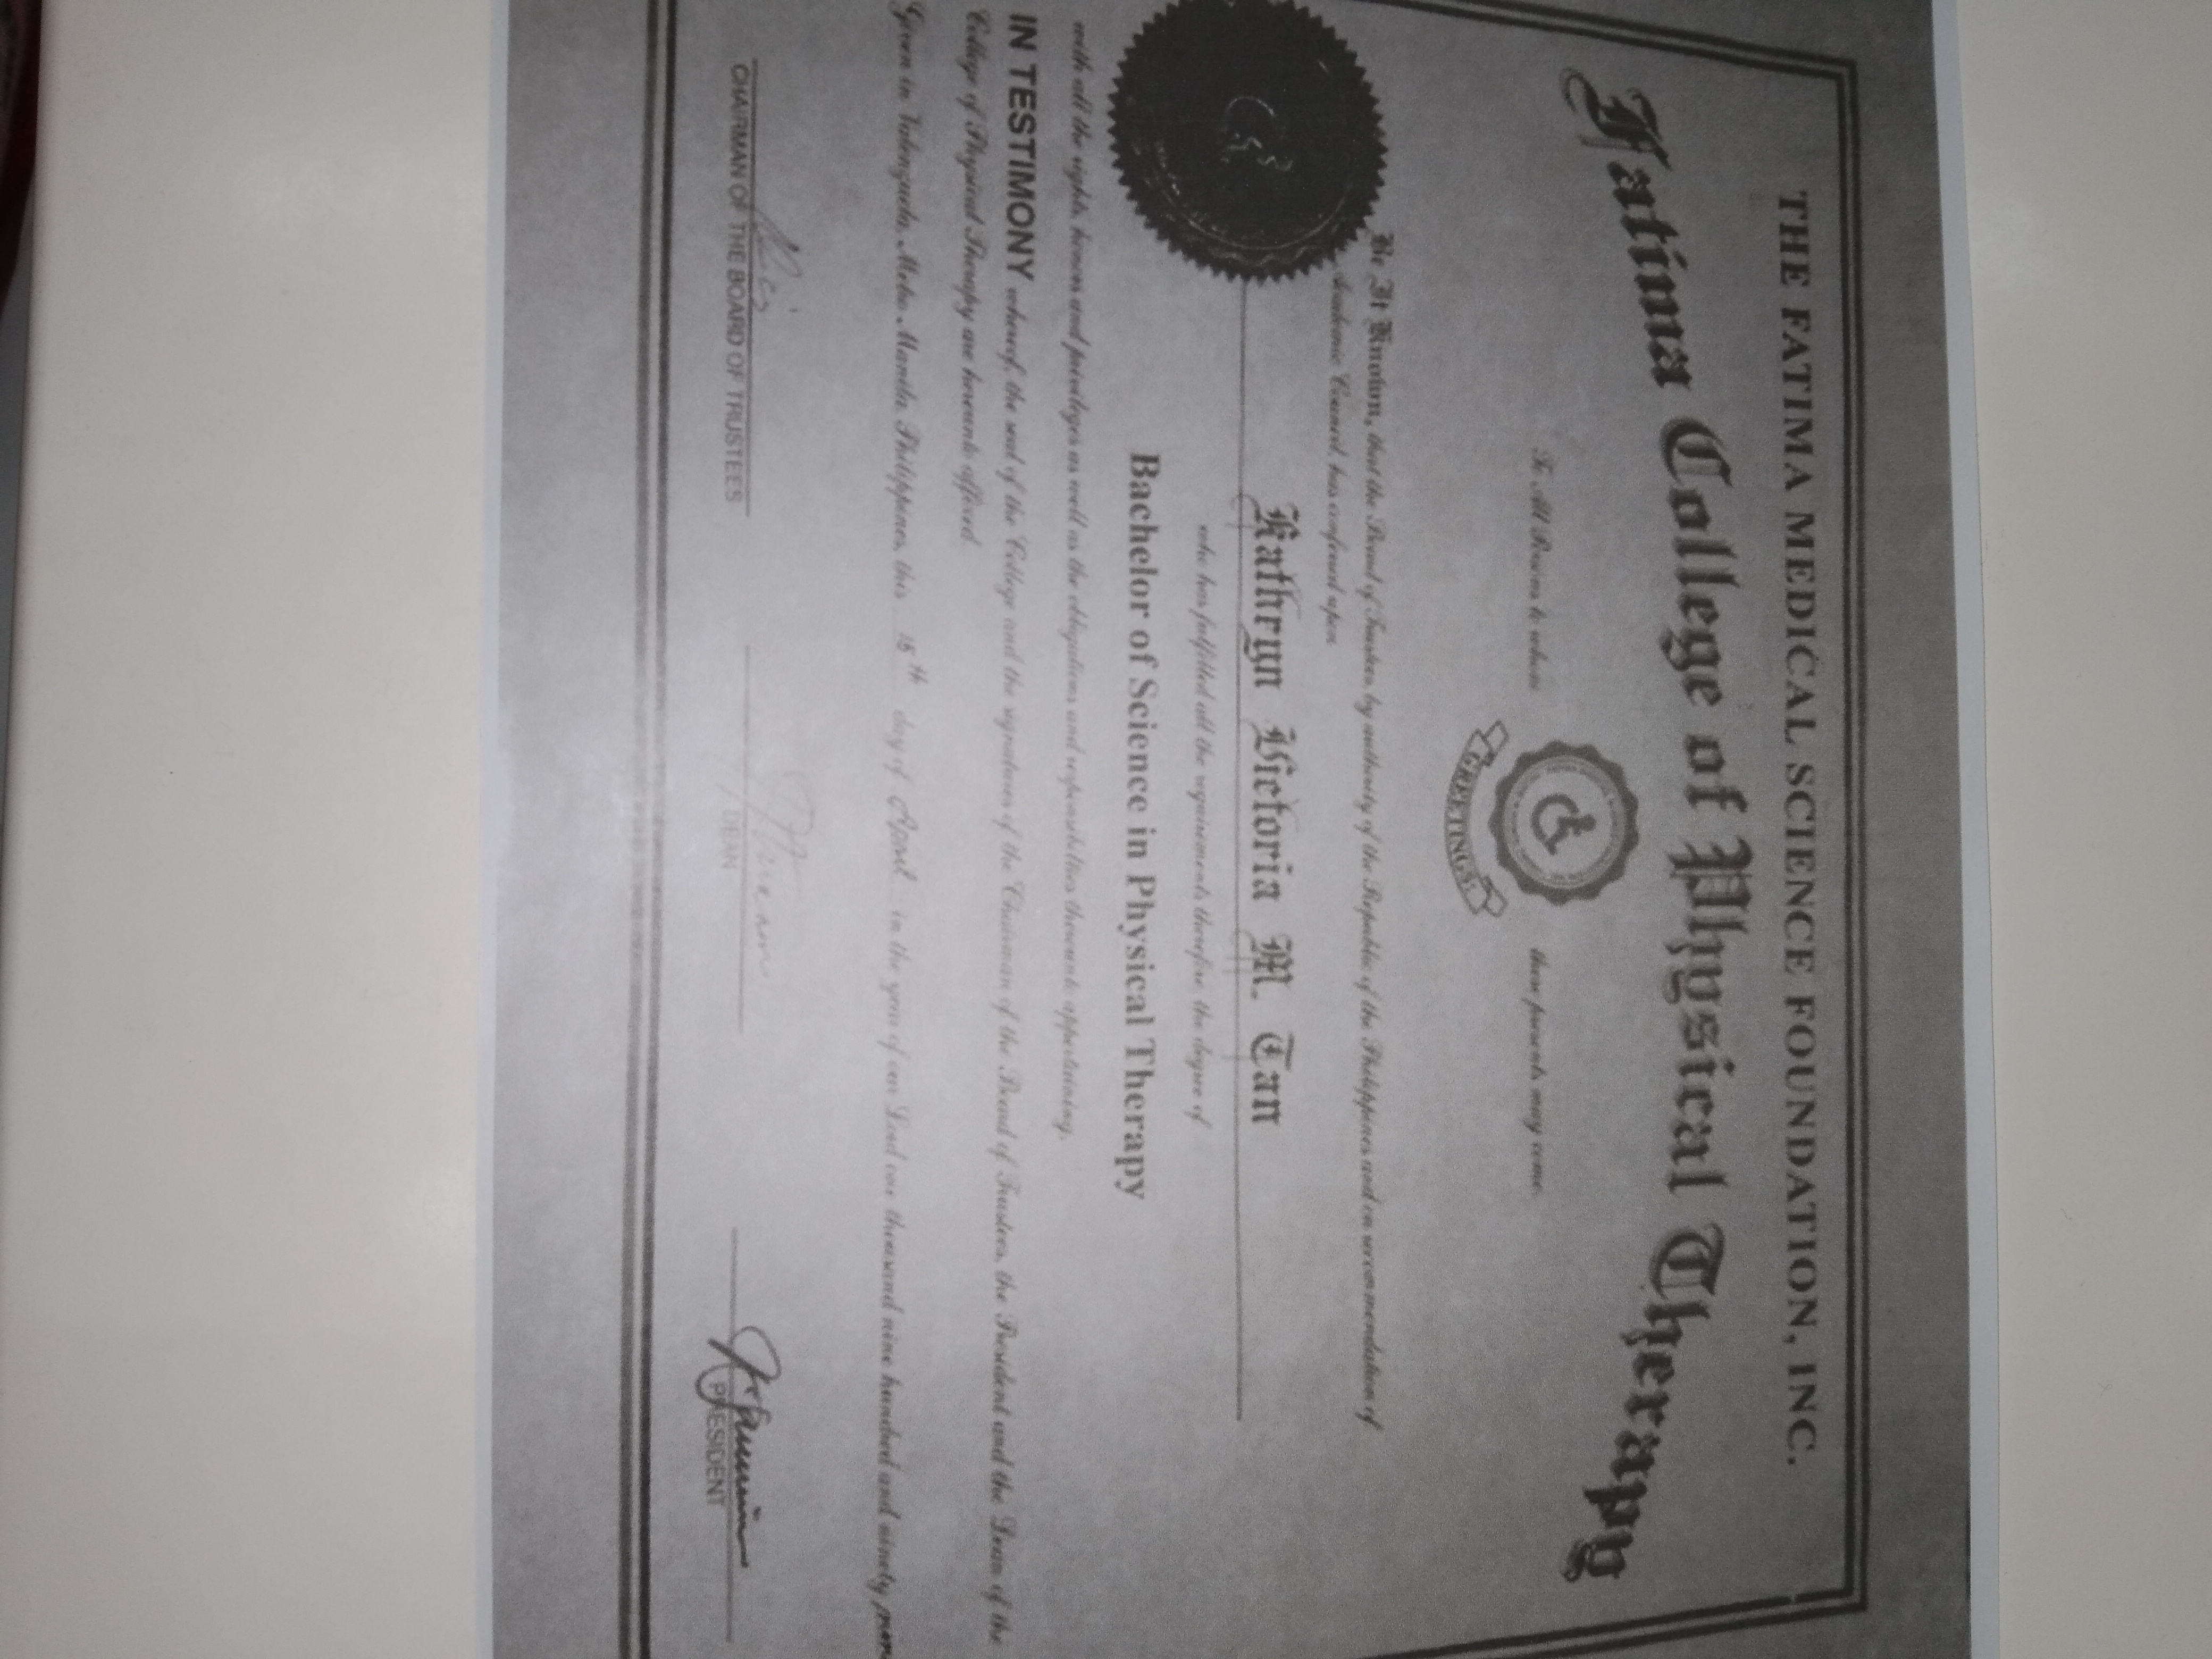 THE FATIMA MEDICAL SCIENCE FOUNDATION, INC.
Fatima College of Physical Therapy
To All Persons to whom these presents may come
GREETINGS:
Be It Known, that the Board of Trustees, by authority of the Republic of the Philippines and on recommendation of
Academic Council, has conferred upon
Kathryn Victoria M. Tan
who has fulfilled all the requirements therefor the degree of
Bachelor of Science in Physical Therapy
with all the rights, honors and privileges as well as the obligations and responsibilities thereunto appertaining.
IN TESTIMONY whereof, the seal of the College and the signatures of the Chairman of the Board of Trustees, the President and the Dean of the
College of Physical Therapy are hereunto affixed.
Given in Valenzuela, Metro Manila, Philippines, this 15th day of April in the year of our Lord one thousand nine hundred and ninety
CHAIRMAN OF THE BOARD OF TRUSTEES
DEAN
PRESIDENT